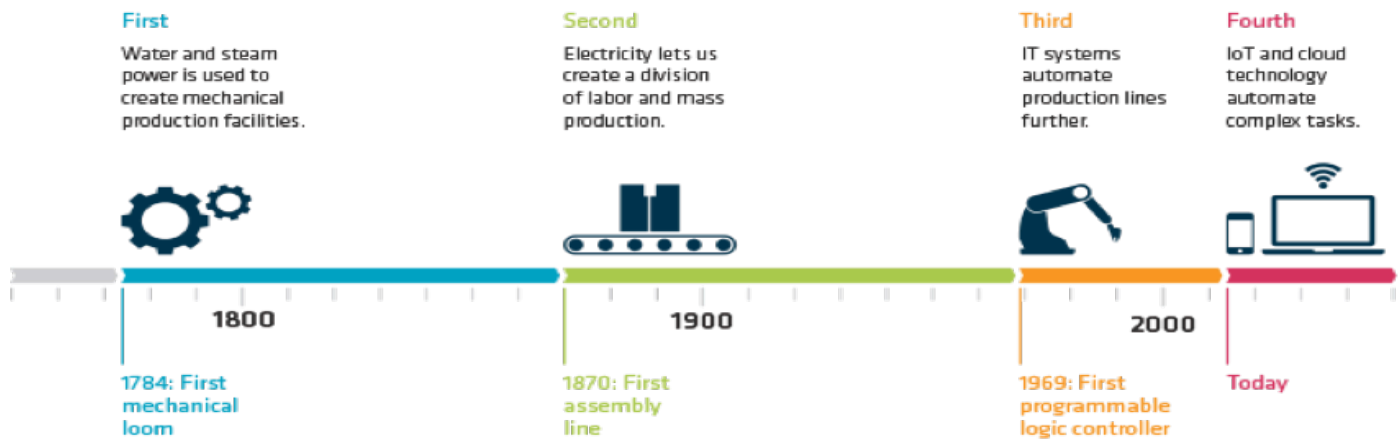 First
Water and steam
power is used to
create mechanical
production facilities.
Second
Electricity lets us
create a division
of labor and mass
production.
Third
IT systems
automate
production lines
further.
Fourth
IoT and cloud
technology
automate
complex tasks.
1800
1900
2000
1784: First
mechanical
loom
1870: First
assembly
line
1969: First
programmable
logic controller
Today